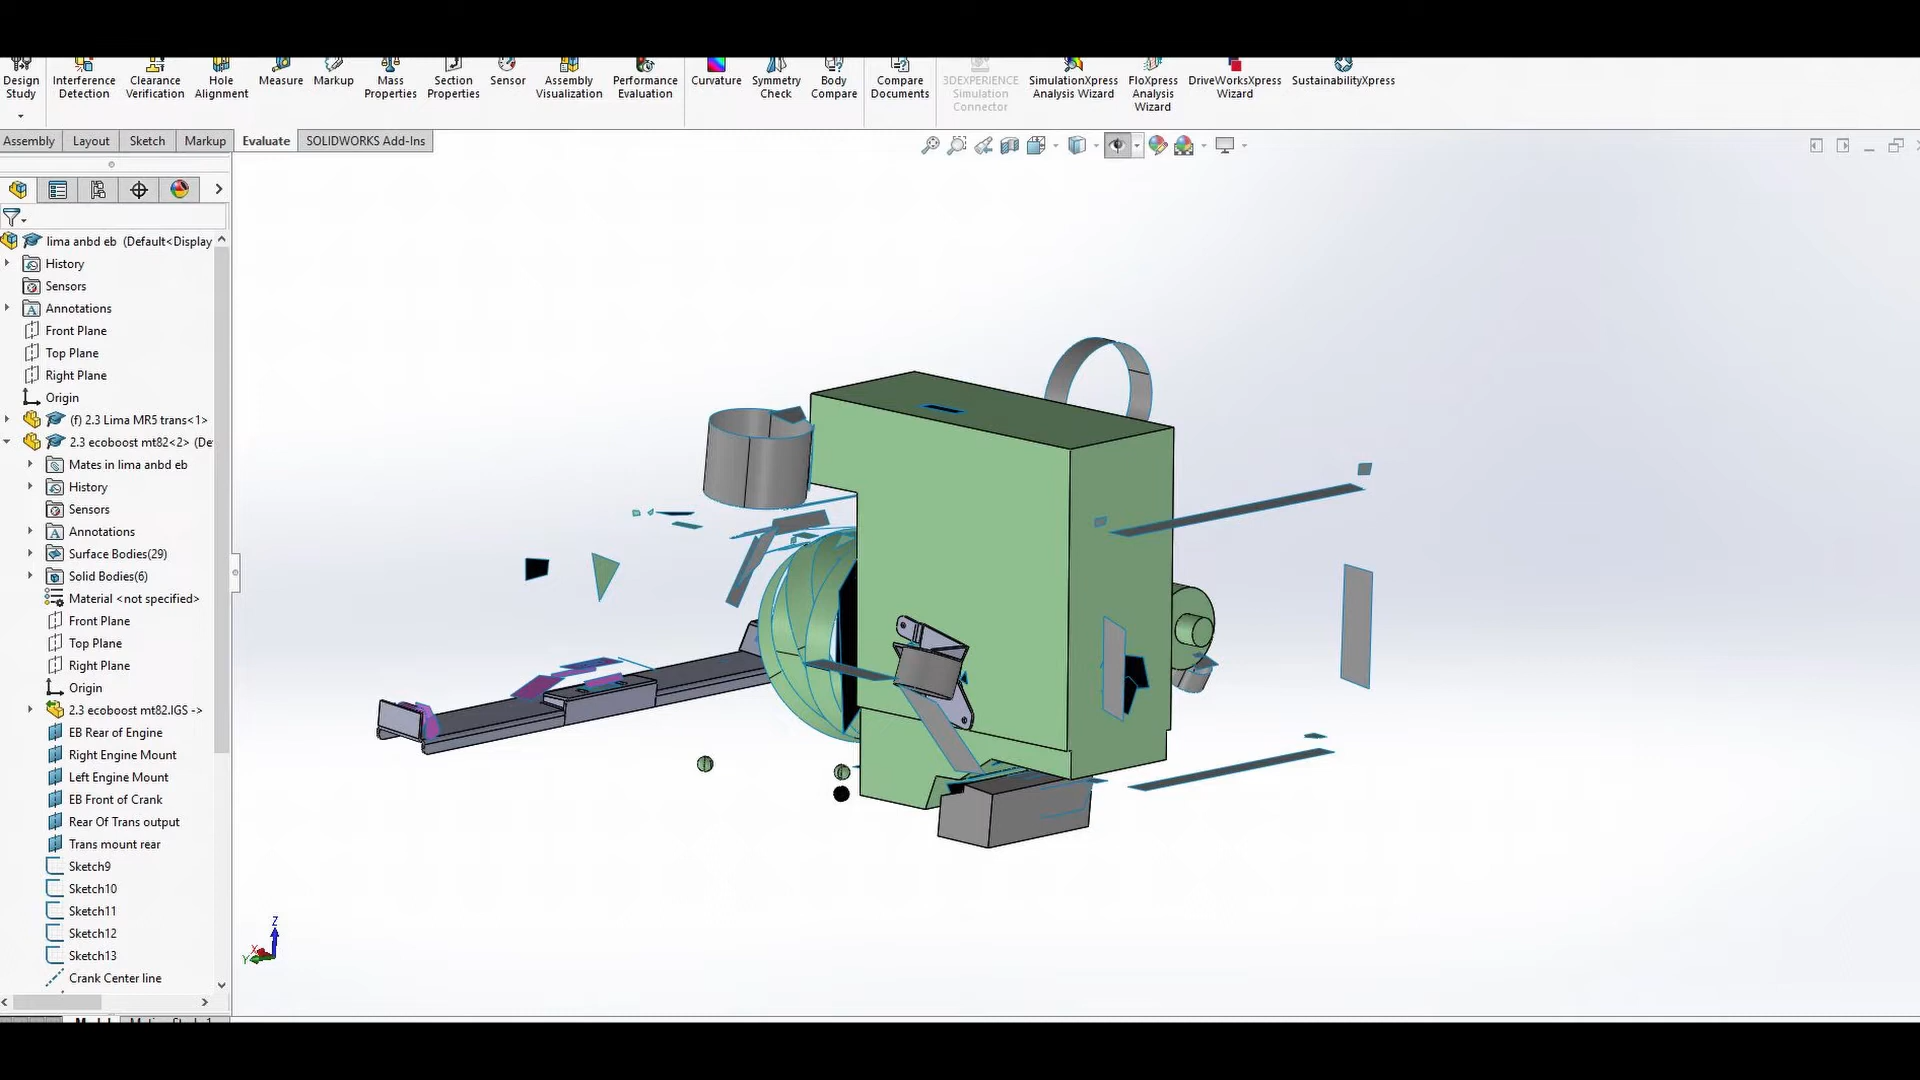 Design Study
Interference Detection
Clearance Verification
Hole Alignment
Measure
Markup
Mass Properties
Section Properties
Sensor
Assembly Visualization
Performance Evaluation
Curvature
Symmetry Check
Body Compare
Compare Documents
3DEXPERIENCE Simulation Connector
SimulationXpress Analysis Wizard
FloXpress Analysis Wizard
DriveWorksXpress Wizard
SustainabilityXpress
Assembly Layout Sketch Markup Evaluate SOLIDWORKS Add-Ins
lima anbd eb (Default<Display
History
Sensors
Annotations
Front Plane
Top Plane
Right Plane
Origin
(f) 2.3 Lima MR5 trans<1>
2.3 ecoboost mt82<2> (De
Mates in lima anbd eb
History
Sensors
Annotations
Surface Bodies(29)
Solid Bodies(6)
Material <not specified>
Front Plane
Top Plane
Right Plane
Origin
2.3 ecoboost mt82.IGS ->
EB Rear of Engine
Right Engine Mount
Left Engine Mount
EB Front of Crank
Rear Of Trans output
Trans mount rear
Sketch9
Sketch10
Sketch11
Sketch12
Sketch13
Crank Center line
Z
X
Y